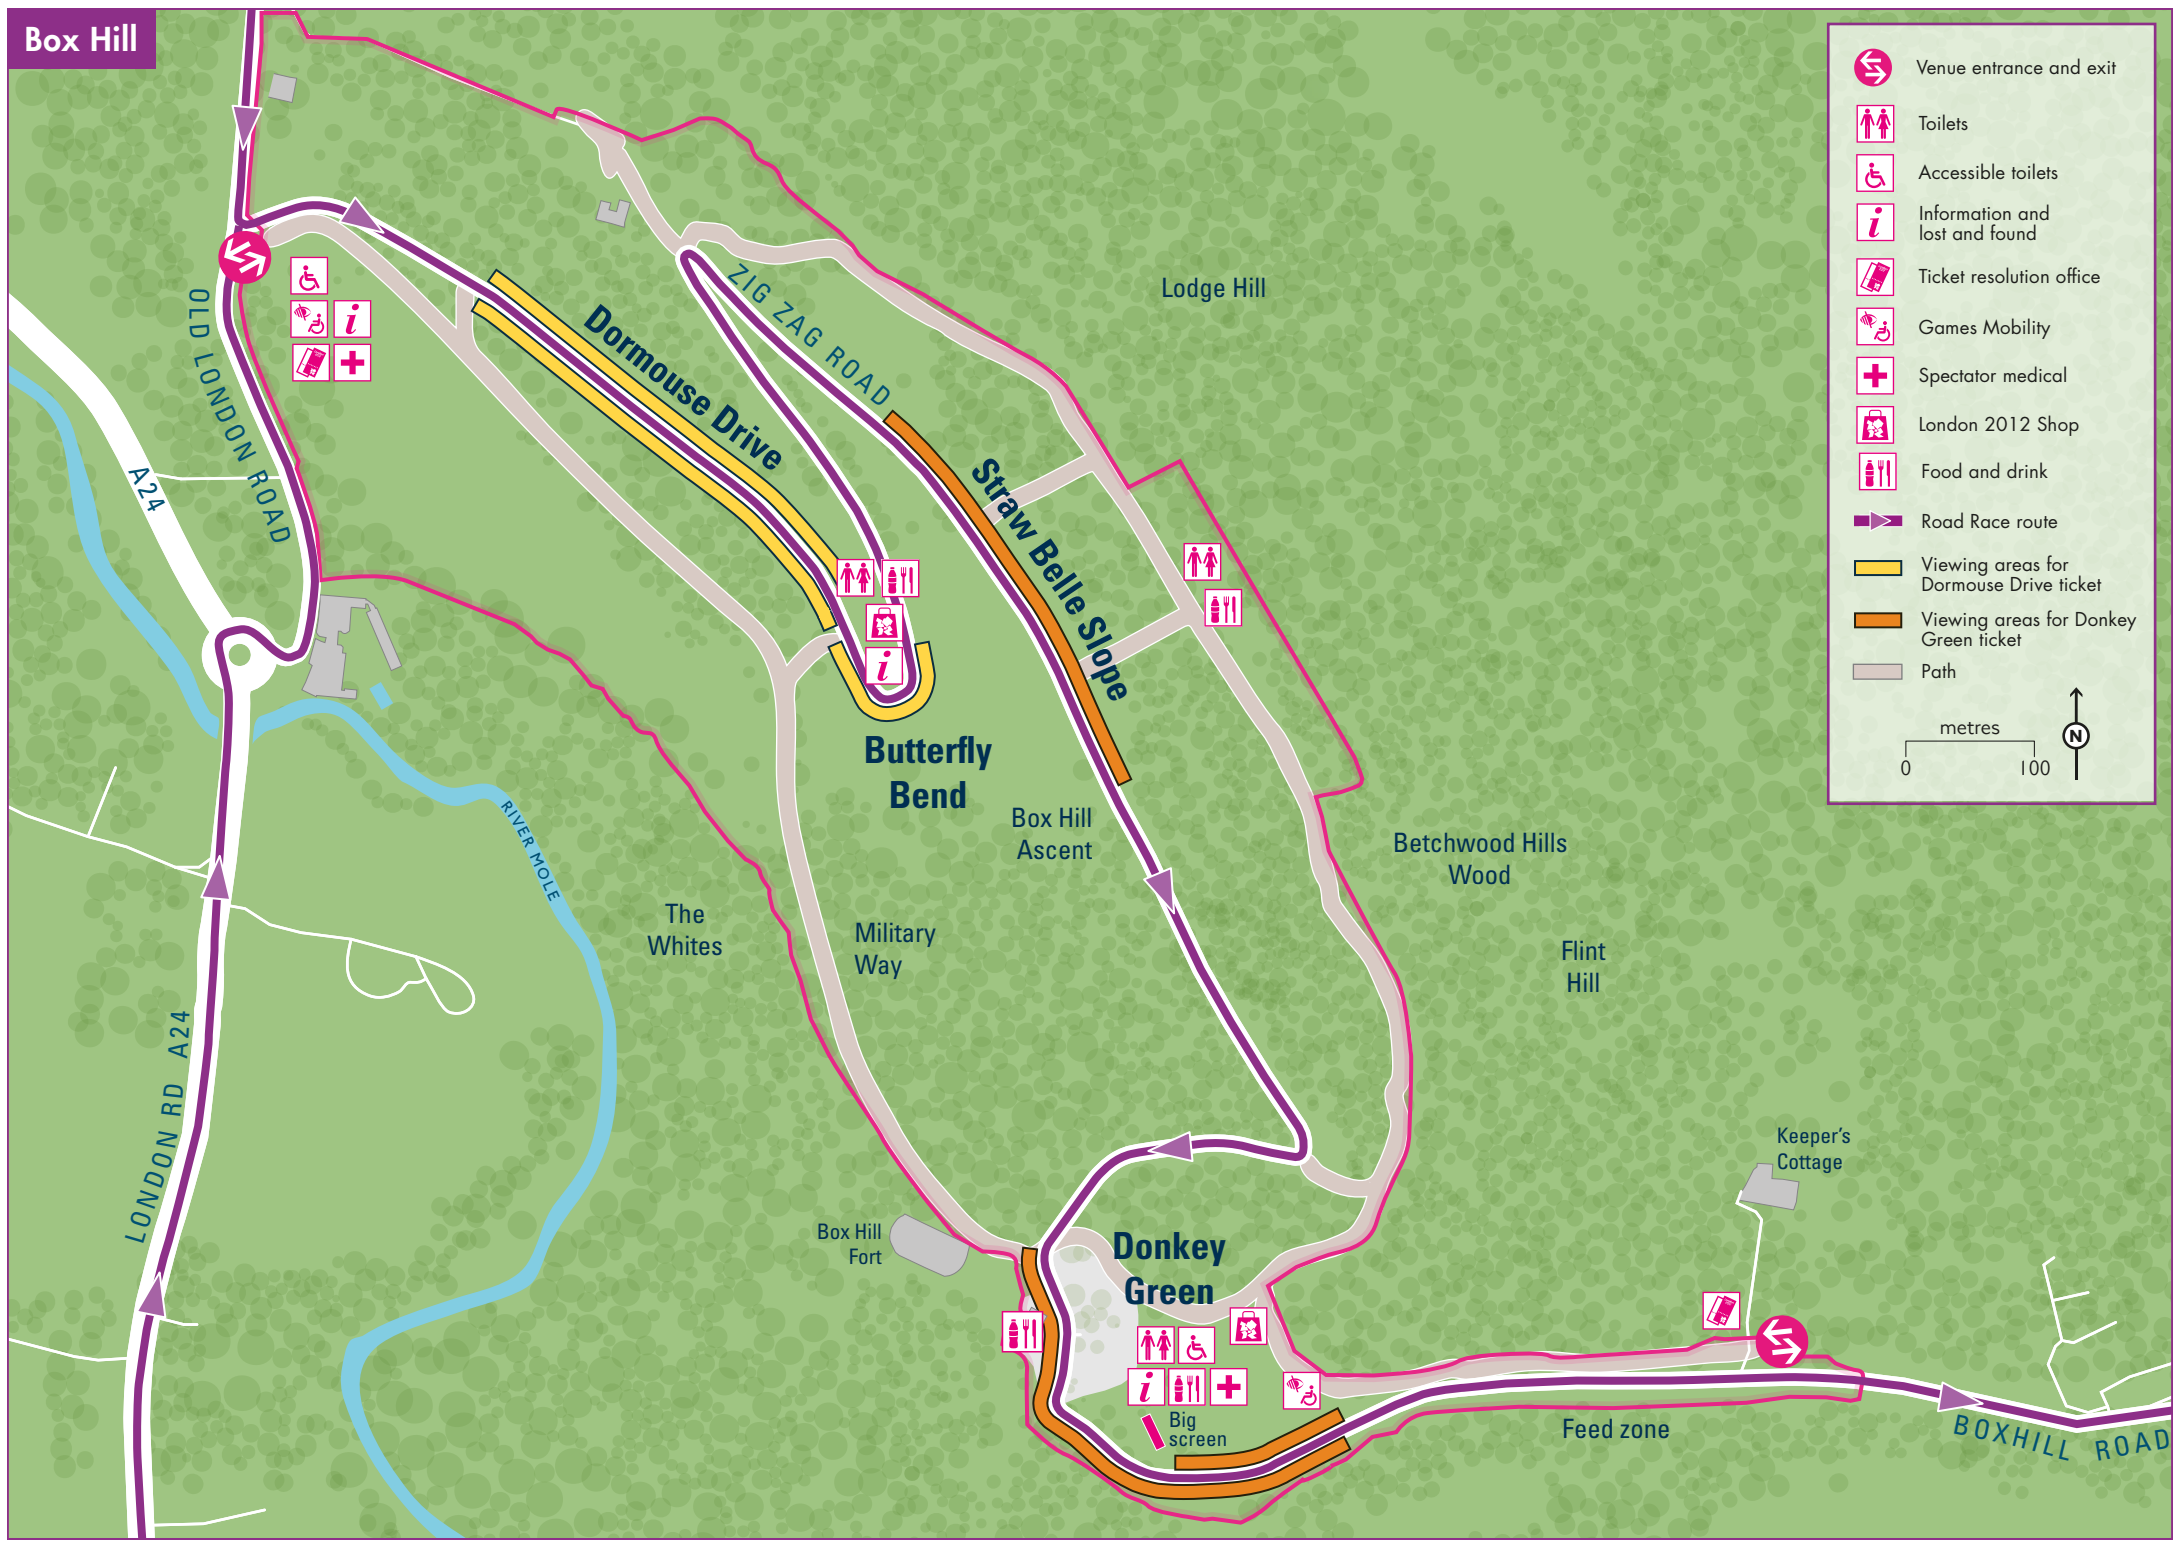 Box Hill
Venue entrance and exit
Toilets
Accessible toilets
Information and
lost and found
Ticket resolution office
Games Mobility
Spectator medical
London 2012 Shop
Food and drink
Road Race route
Viewing areas for
Dormouse Drive ticket
Viewing areas for Donkey
Green ticket
Path
metres
0 100
N
OLD LONDON ROAD
A24
ZIG ZAG ROAD
Dormouse Drive
Lodge Hill
Straw Belle Slope
Butterfly
Bend
Box Hill
Ascent
RIVER MOLE
Betchwood Hills
Wood
The
Whites
Military
Way
Flint
Hill
LONDON RD A24
Keeper's
Cottage
Box Hill
Fort
Donkey
Green
Big
screen
Feed zone
BOXHILL ROAD
i
i
i
i